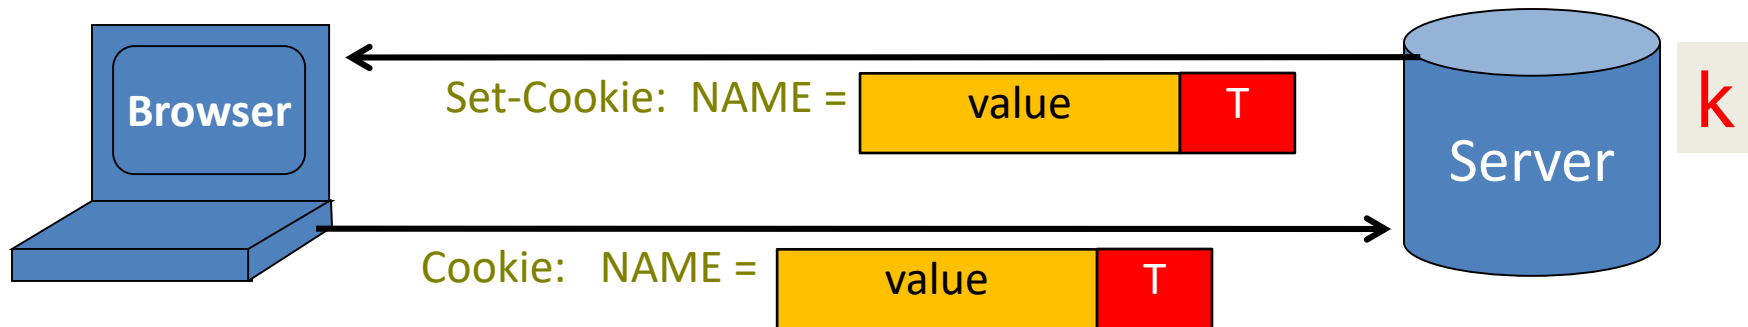 Set-Cookie: NAME = value T
Browser
k
Server
Cookie: NAME = value T